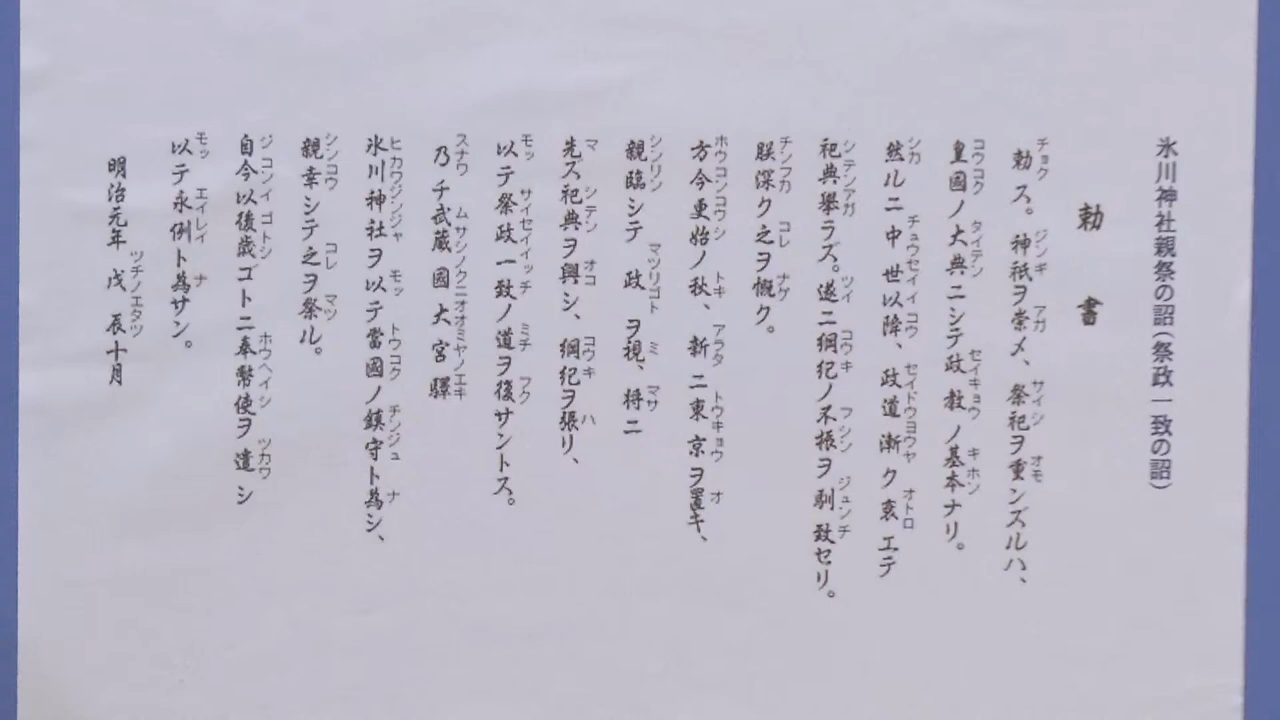 氷川神社親祭の詔(祭政一致の詔)
勅書
勅ス。神祇ヲ崇メ、祭祀ヲ重ンズルハ、
皇國ノ大典ニシテ政教ノ基本ナリ。
然ルニ中世以降、政道漸ク衰エテ
祀典擧ラズ。遂ニ綱紀ノ不振ヲ馴致セリ。
朕深ク之ヲ慨ク。
方今更始ノ秋、新ニ東京ヲ置キ、
親臨シテ政ヲ視、将ニ
先ズ祀典ヲ興シ、綱紀ヲ張リ、
以テ祭政一致ノ道ヲ復サントス。
乃チ武蔵國大宮驛
氷川神社ヲ以テ當國ノ鎮守ト為シ、
親幸シテ之ヲ祭ル。
自今以後歳ゴトニ奉幣使ヲ遣シ
以テ永例ト為サン。
明治元年戊辰十月